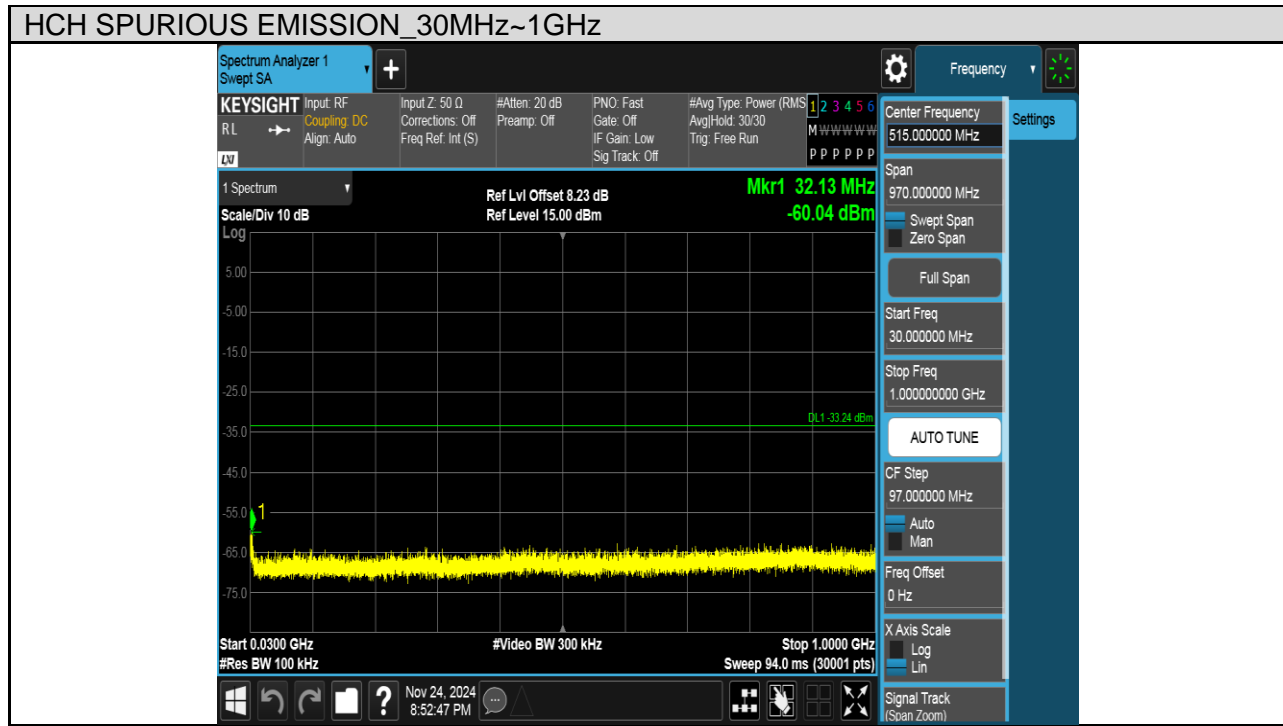 HCH SPURIOUS EMISSION_30MHz~1GHz
Spectrum Analyzer 1
Swept SA
+
Frequency
KEYSIGHT
RL
LXI
Input: RF
Coupling: DC
Align: Auto
Input Z: 50 Ω
Corrections: Off
Freq Ref: Int (S)
#Atten: 20 dB
Preamp: Off
PNO: Fast
Gate: Off
IF Gain: Low
Sig Track: Off
#Avg Type: Power (RMS
Avg|Hold: 30/30
Trig: Free Run
1 2 3 4 5 6
M W W W W W
P P P P P P
Center Frequency
515.000000 MHz
Settings
Span
970.000000 MHz
Swept Span
Zero Span
Full Span
Start Freq
30.000000 MHz
Stop Freq
1.000000000 GHz
AUTO TUNE
CF Step
97.000000 MHz
Auto
Man
Freq Offset
0 Hz
X Axis Scale
Log
Lin
Signal Track
(Span Zoom)
1 Spectrum
Scale/Div 10 dB
Ref Lvl Offset 8.23 dB
Ref Level 15.00 dBm
Mkr1 32.13 MHz
-60.04 dBm
Log
5.00
-5.00
-15.0
-25.0
DL1 -33.24 dBm
-35.0
-45.0
-55.0
1
-65.0
-75.0
Start 0.0300 GHz
#Res BW 100 kHz
#Video BW 300 kHz
Stop 1.0000 GHz
Sweep 94.0 ms (30001 pts)
?
Nov 24, 2024
8:52:47 PM